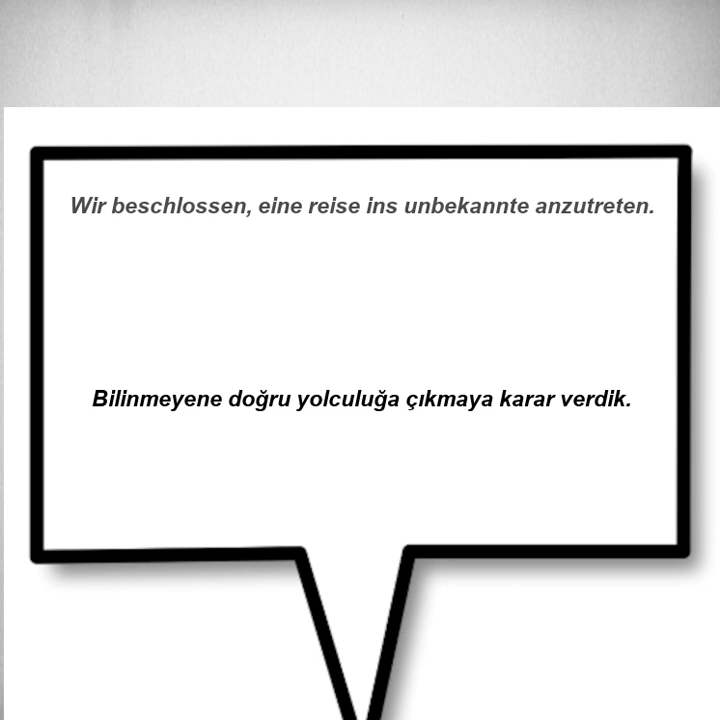 Wir beschlossen, eine reise ins unbekannte anzutreten.
Bilinmeyene doğru yolculuğa çıkmaya karar verdik.